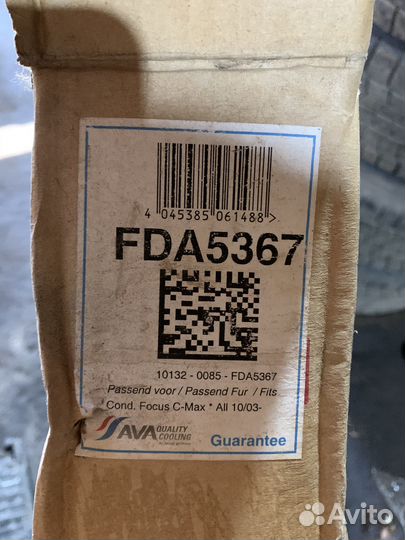 4 045385 061488 >
FDA5367
10132 - 0085 - FDA5367
Passend voor / Passend Fur / Fits
Cond. Focus C-Max * All 10/03-
AVA QUALITY
COOLING
Guarantee
Avito